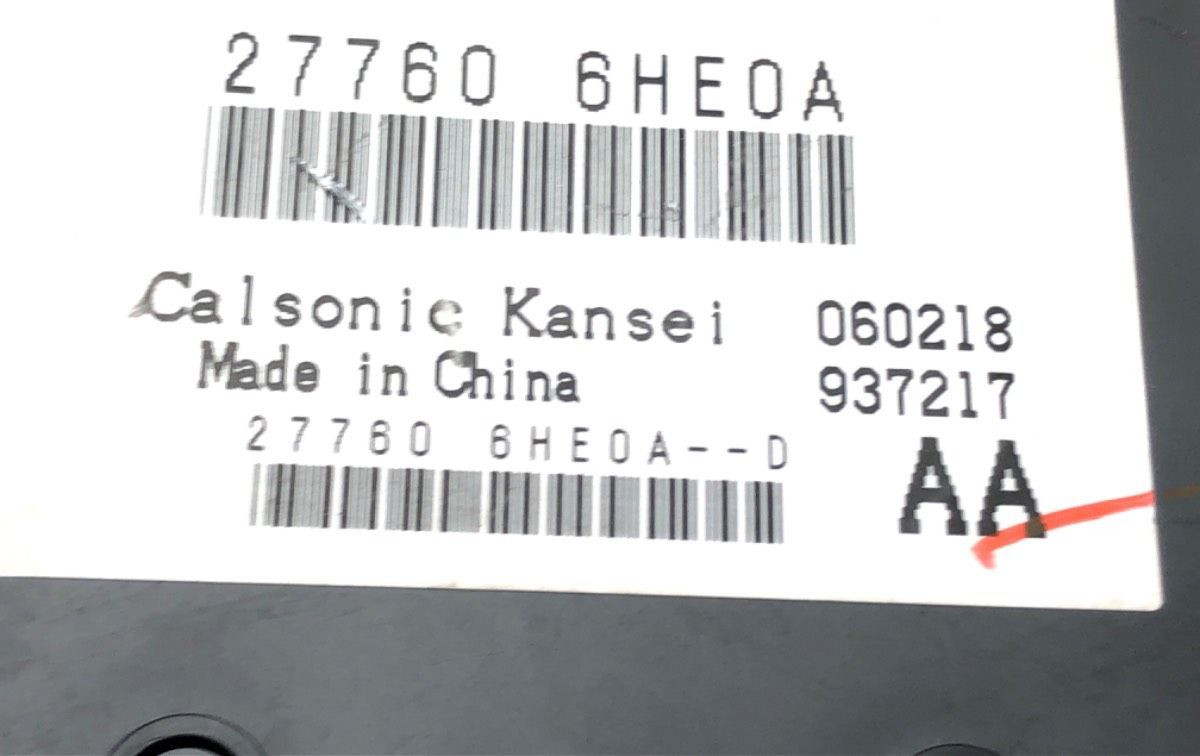 27760 6HE0A
Calsonic Kansei 060218
Made in China 937217
27760 6HE0A--D
AA